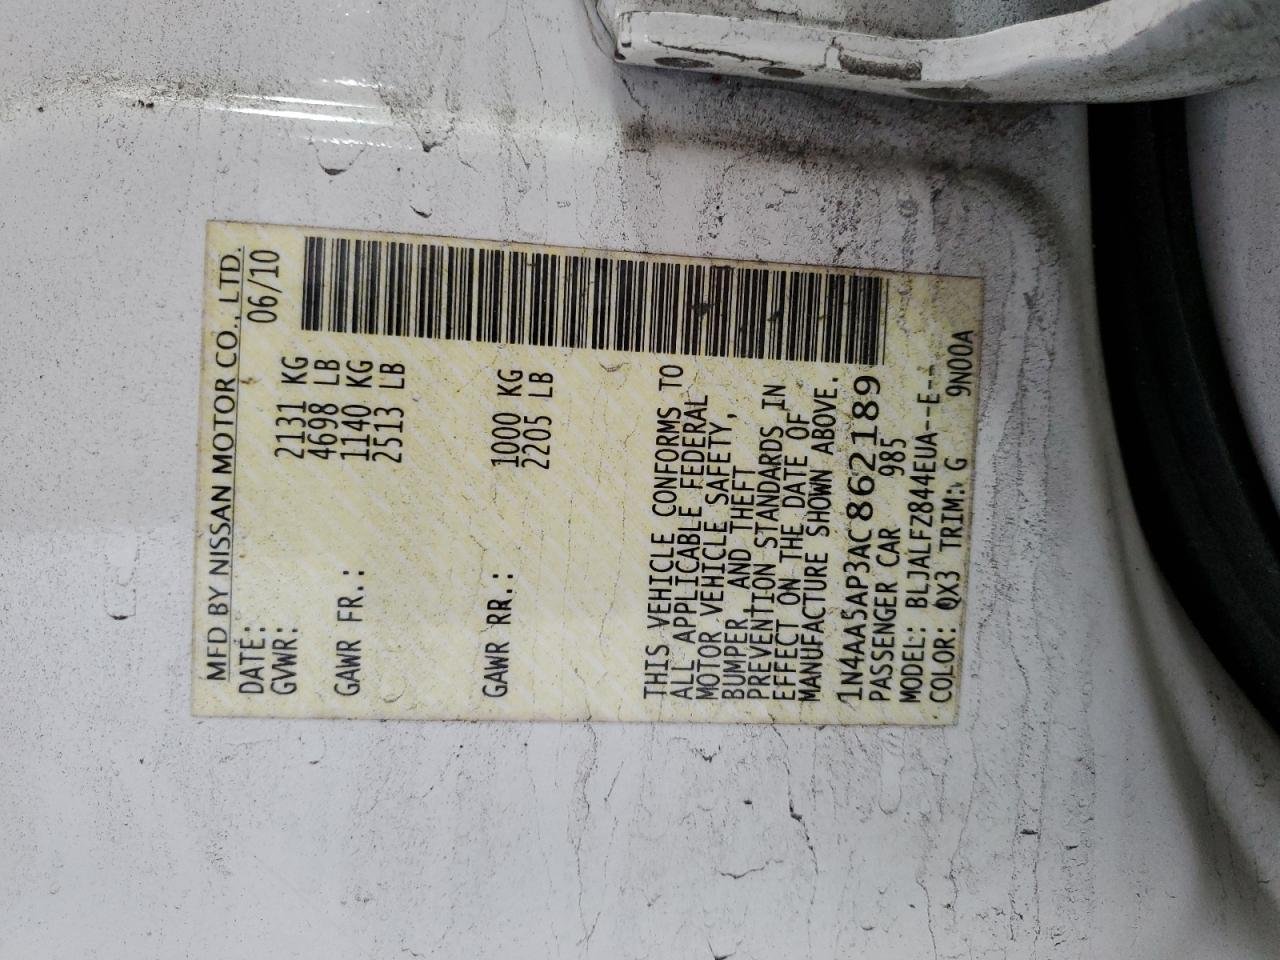 MFD BY NISSAN MOTOR CO., LTD.
DATE: 06/10
GVWR: 2131 KG
4698 LB
GAWR FR.: 1140 KG
2513 LB
GAWR RR.: 1000 KG
2205 LB
THIS VEHICLE CONFORMS TO
ALL APPLICABLE FEDERAL
MOTOR VEHICLE SAFETY,
BUMPER, AND THEFT
PREVENTION STANDARDS IN
EFFECT ON THE DATE OF
MANUFACTURE SHOWN ABOVE.
1N4AA5AP3AC862189
PASSENGER CAR 985
MODEL: BLJALFZ844EUA--E--
COLOR: QX3 TRIM: G 9N00A